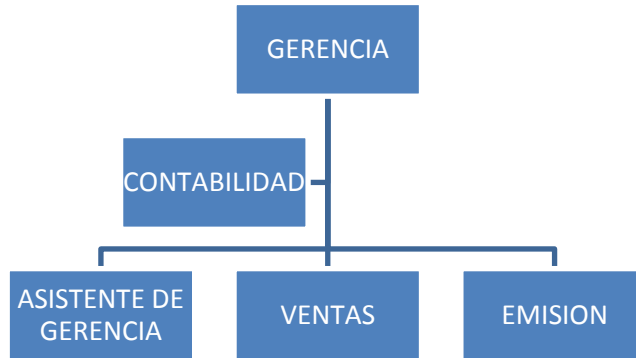 GERENCIA
CONTABILIDAD
ASISTENTE DE
GERENCIA
VENTAS
EMISION